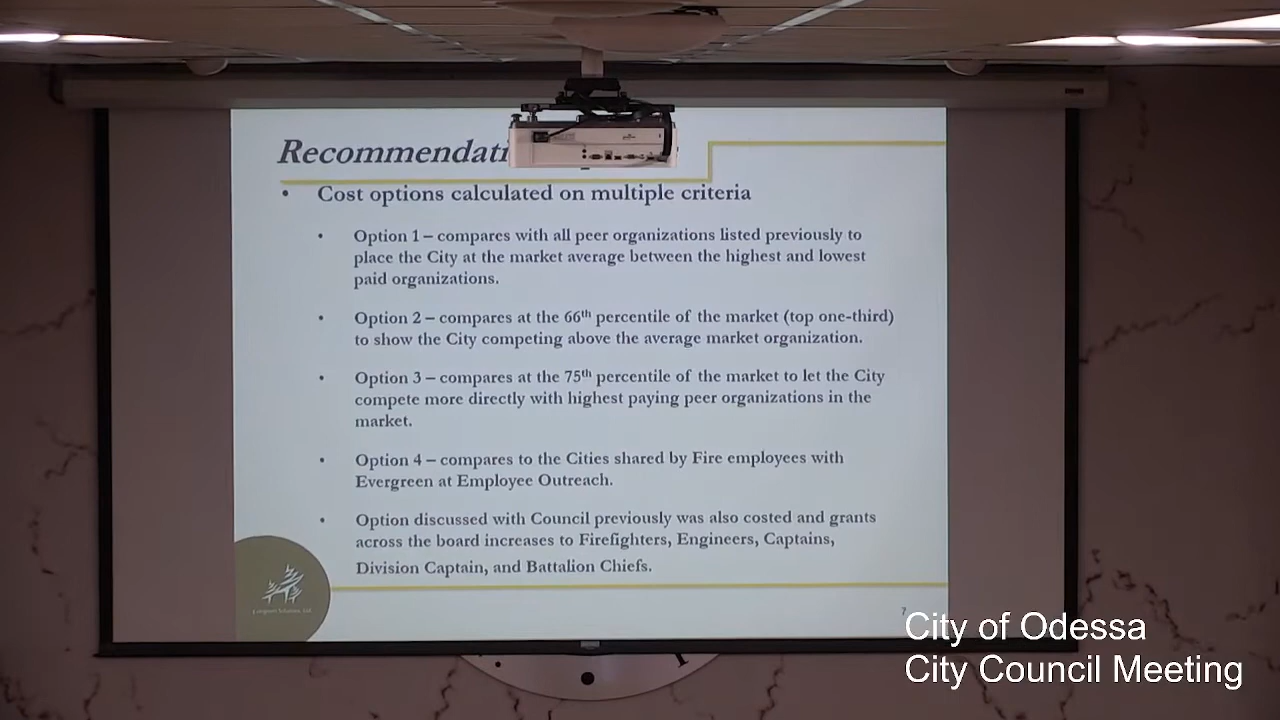 Recommendati
• Cost options calculated on multiple criteria
• Option 1 – compares with all peer organizations listed previously to
place the City at the market average between the highest and lowest
paid organizations.
• Option 2 – compares at the 66th percentile of the market (top one-third)
to show the City competing above the average market organization.
• Option 3 – compares at the 75th percentile of the market to let the City
compete more directly with highest paying peer organizations in the
market.
• Option 4 – compares to the Cities shared by Fire employees with
Evergreen at Employee Outreach.
• Option discussed with Council previously was also costed and grants
across the board increases to Firefighters, Engineers, Captains,
Division Captain, and Battalion Chiefs.
7
City of Odessa
City Council Meeting